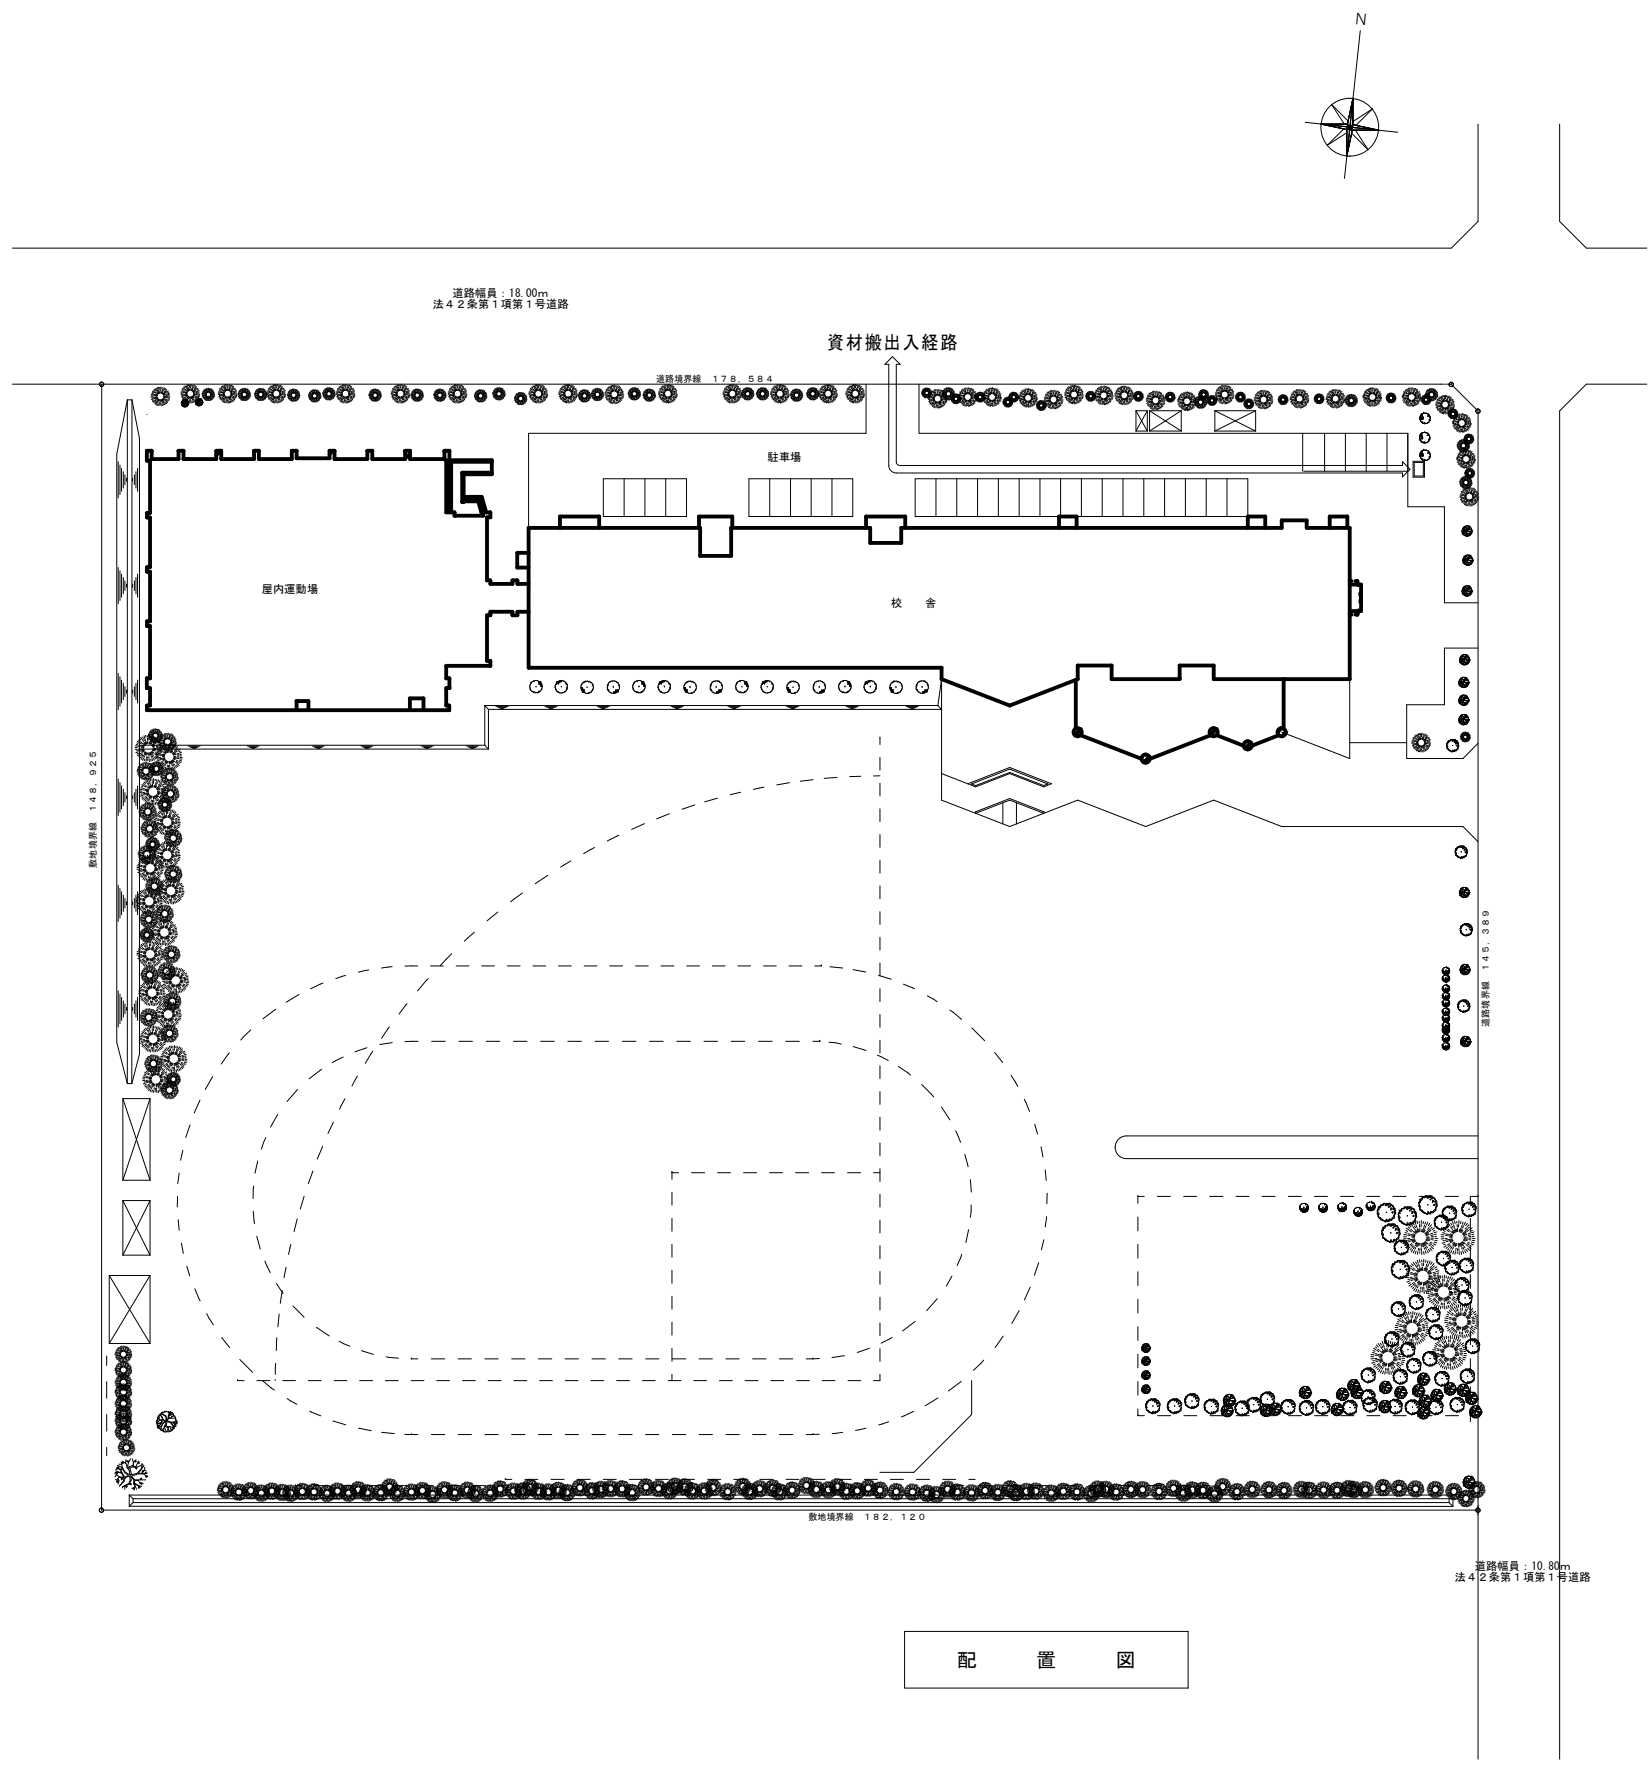 N
道路幅員：18.00m
法４２条第１項第１号道路
資材搬出入経路
道路境界線　１７８，５８４
駐車場
屋内運動場
校　舎
敷地境界線　１４８，９２５
道路境界線　１４５，３８９
敷地境界線　１８２，１２０
道路幅員：10.80m
法４２条第１項第１号道路
配　置　図